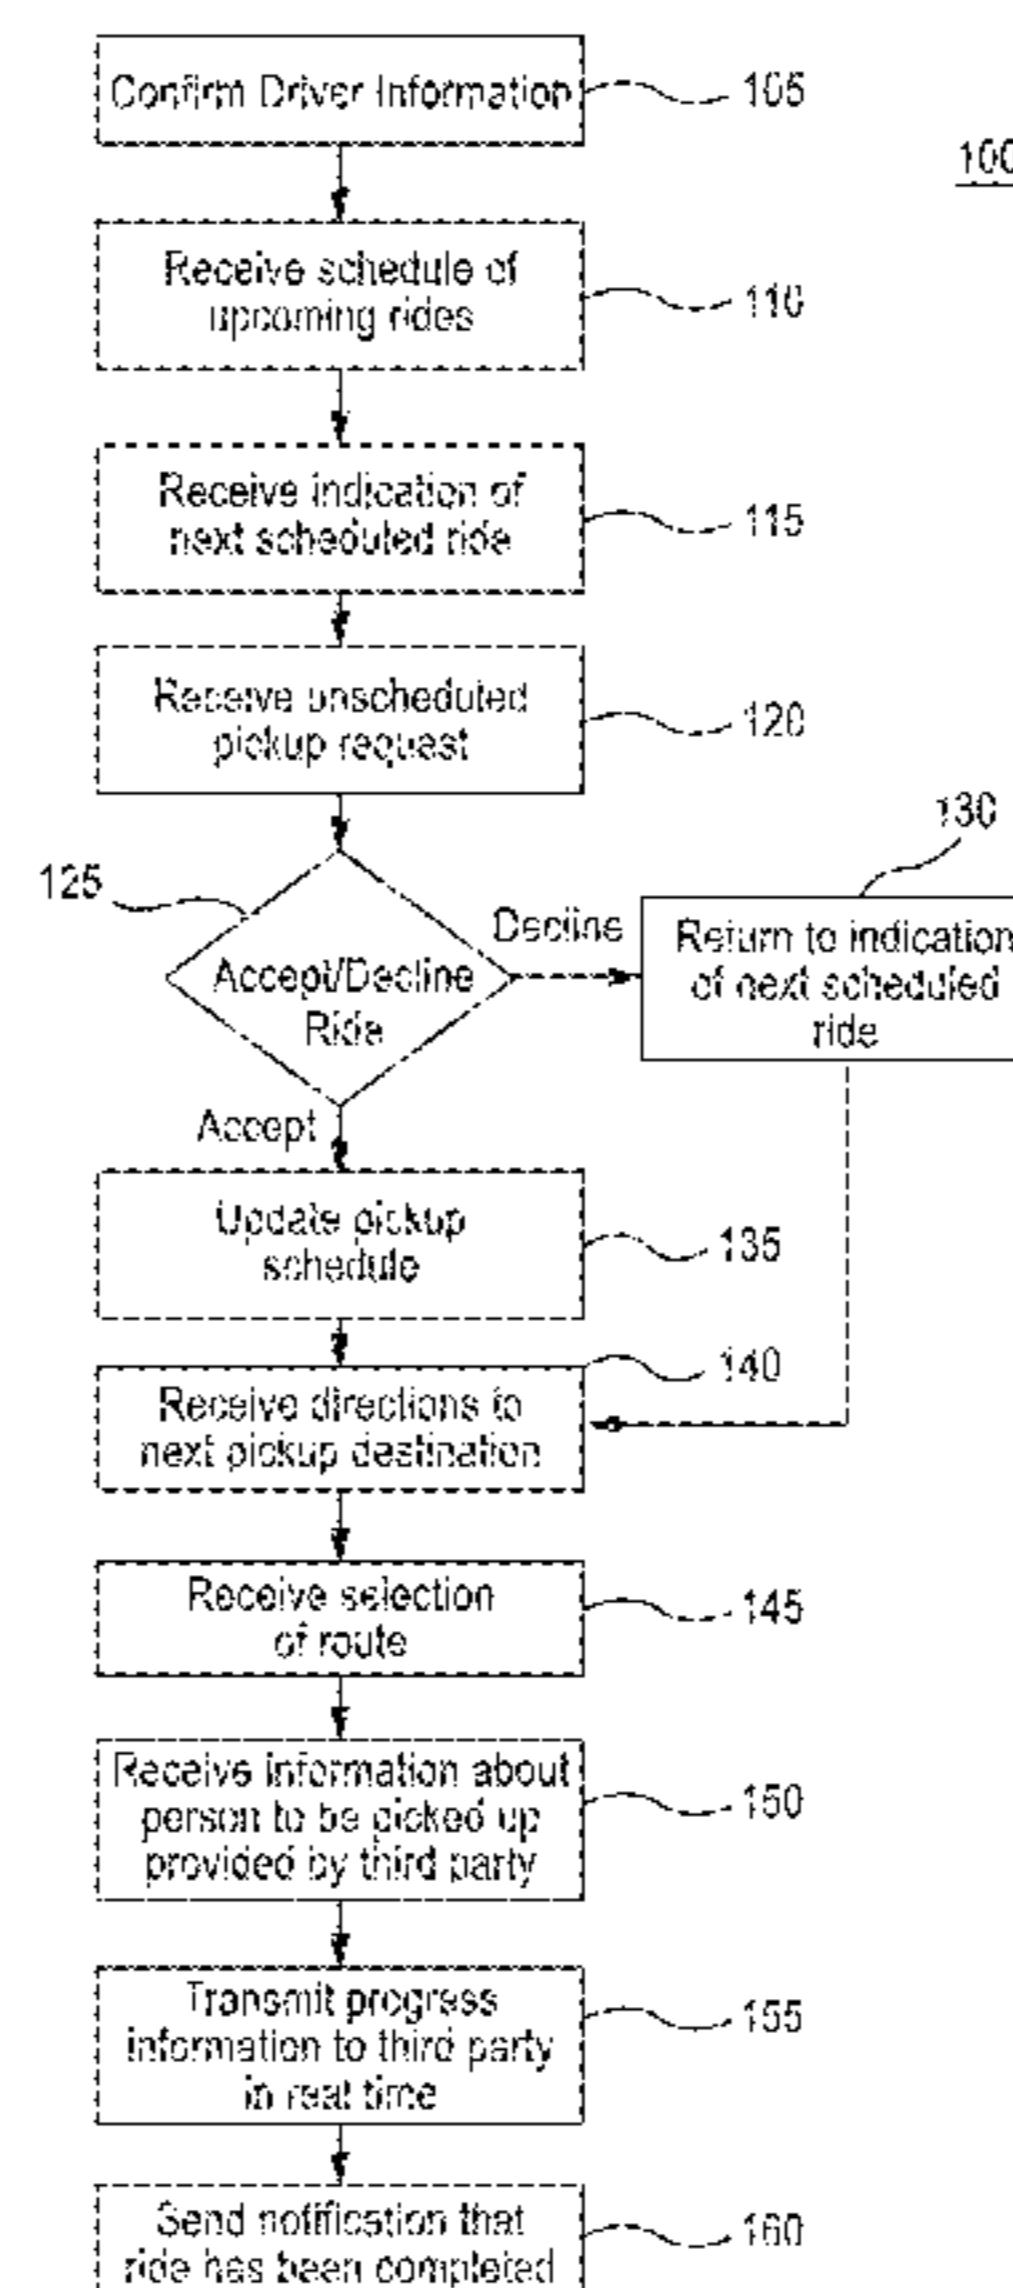 Confirm Driver Information
105
100
Receive schedule of
upcoming rides
110
Receive indication of
next scheduled ride
115
Receive unscheduled
pickup request
120
130
125
Decline
Accept/Decline
Ride
Return to indication
of next scheduled
ride
Accept
Update pickup
schedule
135
140
Receive directions to
next pickup destination
Receive selection
of route
145
Receive information about
person to be picked up
provided by third party
150
Transmit progress
information to third party
in real time
155
Send notification that
ride has been completed
160